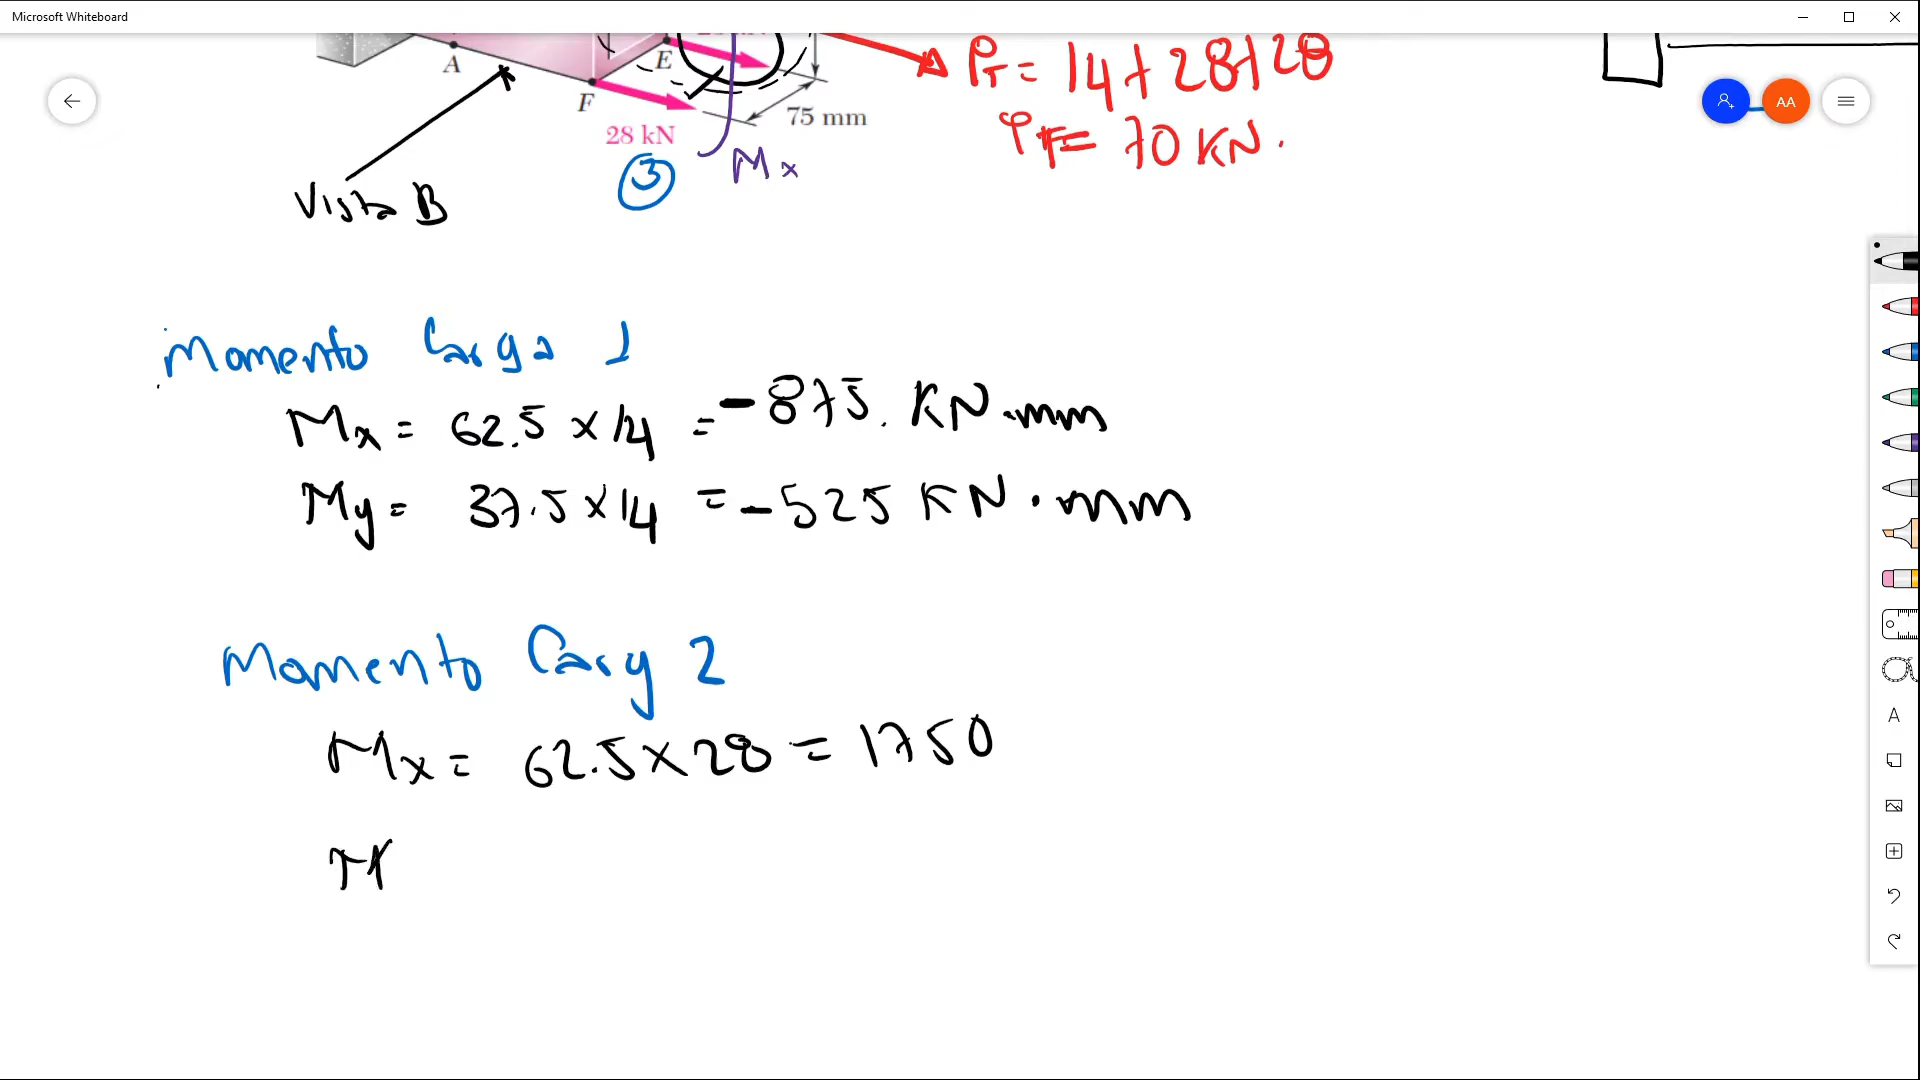 Microsoft Whiteboard
A
E
F
75 mm
28 kN
3
Mx
Vista B
PT = 14+28+28
PT = 70 KN.
AA
Momento Carga 1
Mx = 62.5 x 14 = -875. KN.mm
My = 37.5 x 14 = -525 KN.mm
Momento Carg 2
Mx = 62.5 x 28 = 1750
M
A